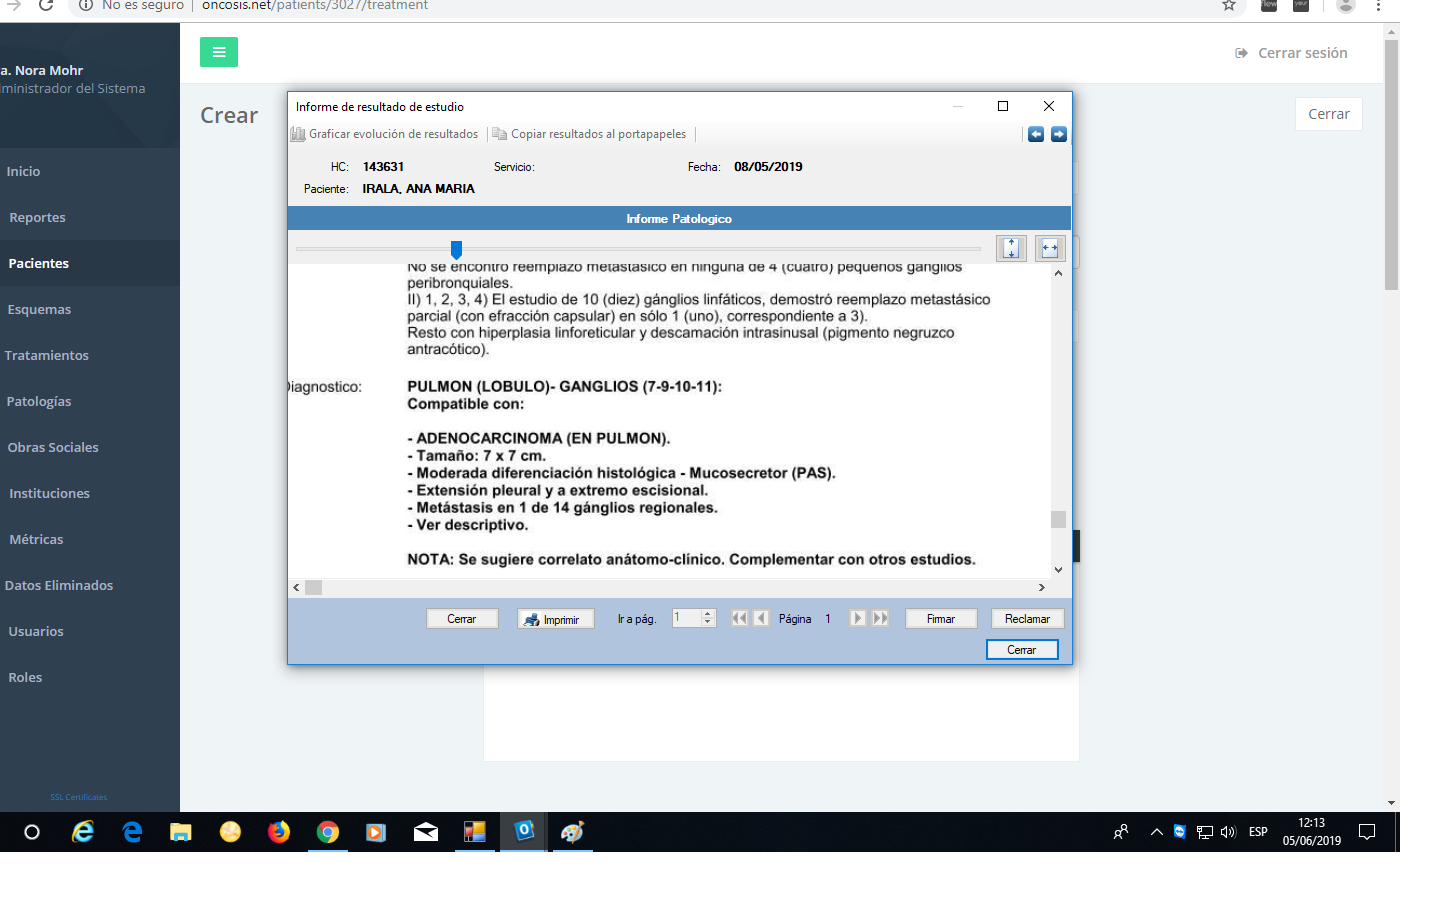 No es seguro | oncosis.net/patients/3027/treatment
a. Nora Mohr
ministrador del Sistema
Cerrar sesión
Crear
Cerrar
Inicio
Reportes
Pacientes
Esquemas
Tratamientos
Patologías
Obras Sociales
Instituciones
Métricas
Datos Eliminados
Usuarios
Roles
SSL Certificates
Informe de resultado de estudio
Graficar evolución de resultados
Copiar resultados al portapapeles
HC: 143631 Servicio: Fecha: 08/05/2019
Paciente: IRALA, ANA MARIA
Informe Patologico
No se encontró reemplazo metastásico en ninguna de 4 (cuatro) pequeños ganglios
peribronquiales.
II) 1, 2, 3, 4) El estudio de 10 (diez) gánglios linfáticos, demostró reemplazo metastásico
parcial (con efracción capsular) en sólo 1 (uno), correspondiente a 3).
Resto con hiperplasia linforeticular y descamación intrasinusal (pigmento negruzco
antracótico).
Diagnostico: PULMON (LOBULO)- GANGLIOS (7-9-10-11):
Compatible con:
- ADENOCARCINOMA (EN PULMON).
- Tamaño: 7 x 7 cm.
- Moderada diferenciación histológica - Mucosecretor (PAS).
- Extensión pleural y a extremo escisional.
- Metástasis en 1 de 14 gánglios regionales.
- Ver descriptivo.
NOTA: Se sugiere correlato anátomo-clínico. Complementar con otros estudios.
Cerrar Imprimir Ir a pág. 1 Página 1 Firmar Reclamar
Cerrar
ESP
12:13
05/06/2019